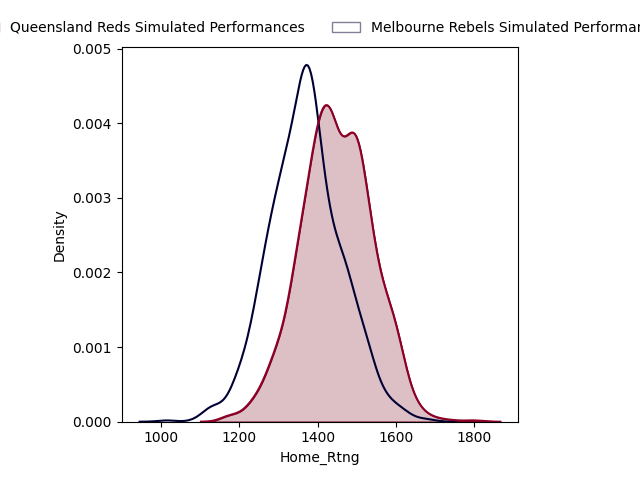 Queensland Reds Simulated Performances
Melbourne Rebels Simulated
0.005
0.004
0.003
0.002
0.001
0.000
Density
1000 1200 1400 1600 1800
Home_Rtng